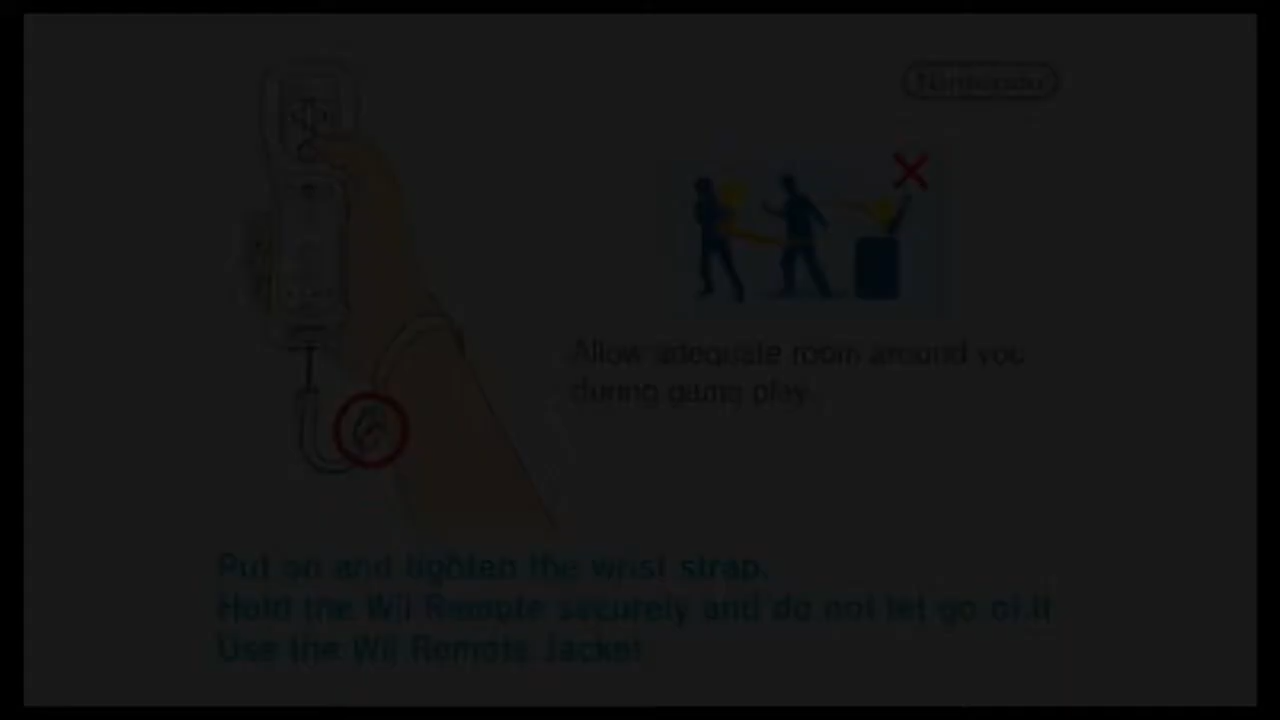 Nintendo
Allow adequate room around you
during game play.
Put on and tighten the wrist strap.
Hold the Wii Remote securely and do not let go of it
Use the Wii Remote Jacket